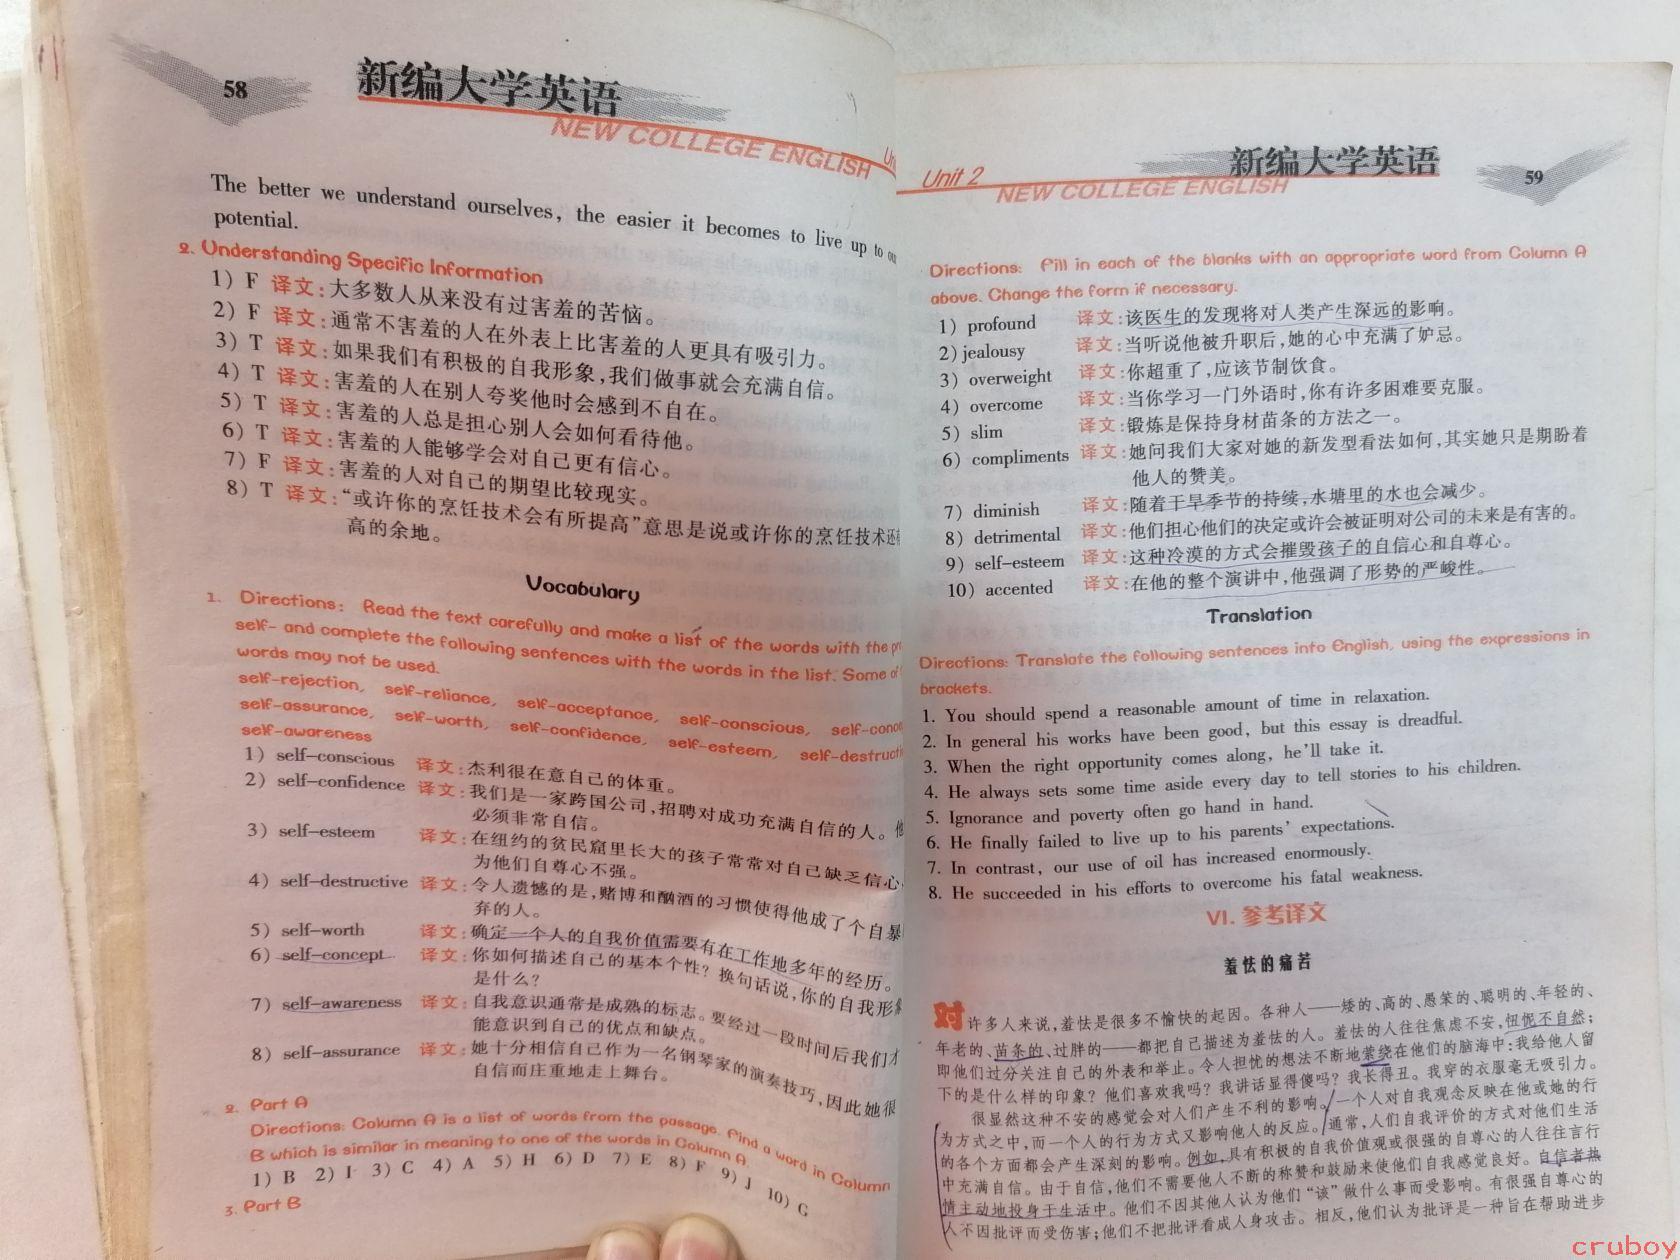 58
新编大学英语
NEW COLLEGE ENGLISH
The better we understand ourselves, the easier it becomes to live up to
potential.
2. Understanding Specific Information
1) F 译文:大多数人从来没有过害羞的苦恼。
2) F 译文:通常不害羞的人在外表上比害羞的人更具有吸引力。
3) T 译文:如果我们有积极的自我形象,我们做事就会充满自信。
4) T 译文:害羞的人在别人夸奖他时会感到不自在。
5) T 译文:害羞的人总是担心别人会如何看待他。
6) T 译文:害羞的人能够学会对自己更有信心。
7) F 译文:害羞的人对自己的期望比较现实。
8) T 译文:“或许你的烹饪技术会有所提高”意思是说或许你的烹饪技术还
高的余地。
Vocabulary
1. Directions: Read the text carefully and make a list of the words with the
self- and complete the following sentences with the words in the list. Some of
words may not be used.
self-rejection, self-reliance, self-acceptance, self-conscious,
self-assurance, self-worth, self-confidence, self-esteem,
self-awareness
1) self-conscious 译文:杰利很在意自己的体重。
2) self-confidence 译文:我们是一家跨国公司,招聘对成功充满自信的人。
必须非常自信。
3) self-esteem 译文:在纽约的贫民窟里长大的孩子常常对自己缺乏信心
为他们自尊心不强。
4) self-destructive 译文:令人遗憾的是,赌博和酗酒的习惯使得他成了个自暴
弃的人。
5) self-worth 译文:确定一个人的自我价值需要有在工作地多年的经历。
6) self-concept 译文:你如何描述自己的基本个性?换句话说,你的自我形
是什么?
7) self-awareness 译文:自我意识通常是成熟的标志。要经过一段时间后我们才
能意识到自己的优点和缺点。
8) self-assurance 译文:她十分相信自己作为一名钢琴家的演奏技巧,因此她很
自信而庄重地走上舞台。
2. Part A
Directions: Column A is a list of words from the passage. Find a word in Column
B which is similar in meaning to one of the words in Column A.
1) B 2) I 3) C 4) A 5) H 6) D 7) E 8) F 9) J 10) G
3. Part B
Unit 2
新编大学英语
NEW COLLEGE ENGLISH
59
Directions: Fill in each of the blanks with an appropriate word from Column A
above. Change the form if necessary.
1) profound 译文:该医生的发现将对人类产生深远的影响。
2) jealousy 译文:当听说他被升职后,她的心中充满了妒忌。
3) overweight 译文:你超重了,应该节制饮食。
4) overcome 译文:当你学习一门外语时,你有许多困难要克服。
5) slim 译文:锻炼是保持身材苗条的方法之一。
6) compliments 译文:她问我们大家对她的新发型看法如何,其实她只是期盼着
他人的赞美。
7) diminish 译文:随着干旱季节的持续,水塘里的水也会减少。
8) detrimental 译文:他们担心他们的决定或许会被证明对公司的未来是有害的。
9) self-esteem 译文:这种冷漠的方式会摧毁孩子的自信心和自尊心。
10) accented 译文:在他的整个演讲中,他强调了形势的严峻性。
Translation
Directions: Translate the following sentences into English, using the expressions in
brackets.
1. You should spend a reasonable amount of time in relaxation.
2. In general his works have been good, but this essay is dreadful.
3. When the right opportunity comes along, he'll take it.
4. He always sets some time aside every day to tell stories to his children.
5. Ignorance and poverty often go hand in hand.
6. He finally failed to live up to his parents' expectations.
7. In contrast, our use of oil has increased enormously.
8. He succeeded in his efforts to overcome his fatal weakness.
VI. 参考译文
羞怯的痛苦
对许多人来说,羞怯是很多不愉快的起因。各种人——矮的、高的、愚笨的、聪明的、年轻的、
年老的、苗条的、过胖的——都把自己描述为羞怯的人。羞怯的人往往焦虑不安,忸怩不自然;
即他们过分关注自己的外表和举止。令人担忧的想法不断地萦绕在他们的脑海中:我给他人留
下的是什么样的印象?他们喜欢我吗?我讲话显得傻吗?我长得丑。我穿的衣服毫无吸引力。
很显然这种不安的感觉会对人们产生不利的影响。一个人对自我观念反映在他或她的行
为方式之中,而一个人的行为方式又影响他人的反应。通常,人们自我评价的方式对他们生活
的各个方面都会产生深刻的影响。例如,具有积极的自我价值观或很强的自尊心的人往往言行
中充满自信。由于自信,他们不需要他人不断的称赞和鼓励来使他们自我感觉良好。自信者热
情主动地投身于生活中。他们不因其他人认为他们“该”做什么事而受影响。有很强自尊心的
人不因批评而受伤害;他们不把批评看成人身攻击。相反,他们认为批评是一种旨在帮助进步
cruboy